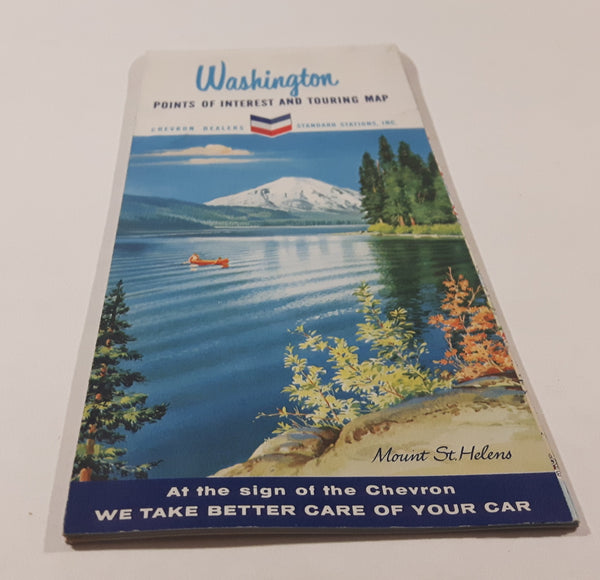 Washington
POINTS OF INTEREST AND TOURING MAP
CHEVRON DEALERS STANDARD STATIONS, INC.
Mount St. Helens
At the sign of the Chevron
WE TAKE BETTER CARE OF YOUR CAR